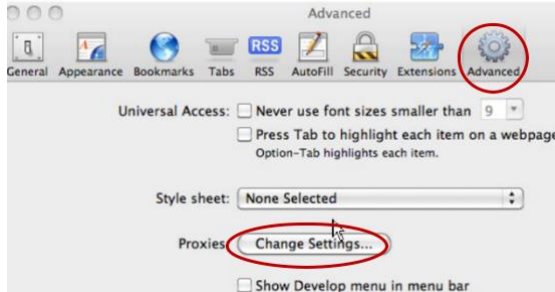 Advanced
RSS
General Appearance Bookmarks Tabs RSS AutoFill Security Extensions Advanced
Universal Access: Never use font sizes smaller than 9
Press Tab to highlight each item on a webpage
Option-Tab highlights each item.
Style sheet: None Selected
Proxies Change Settings...
Show Develop menu in menu bar